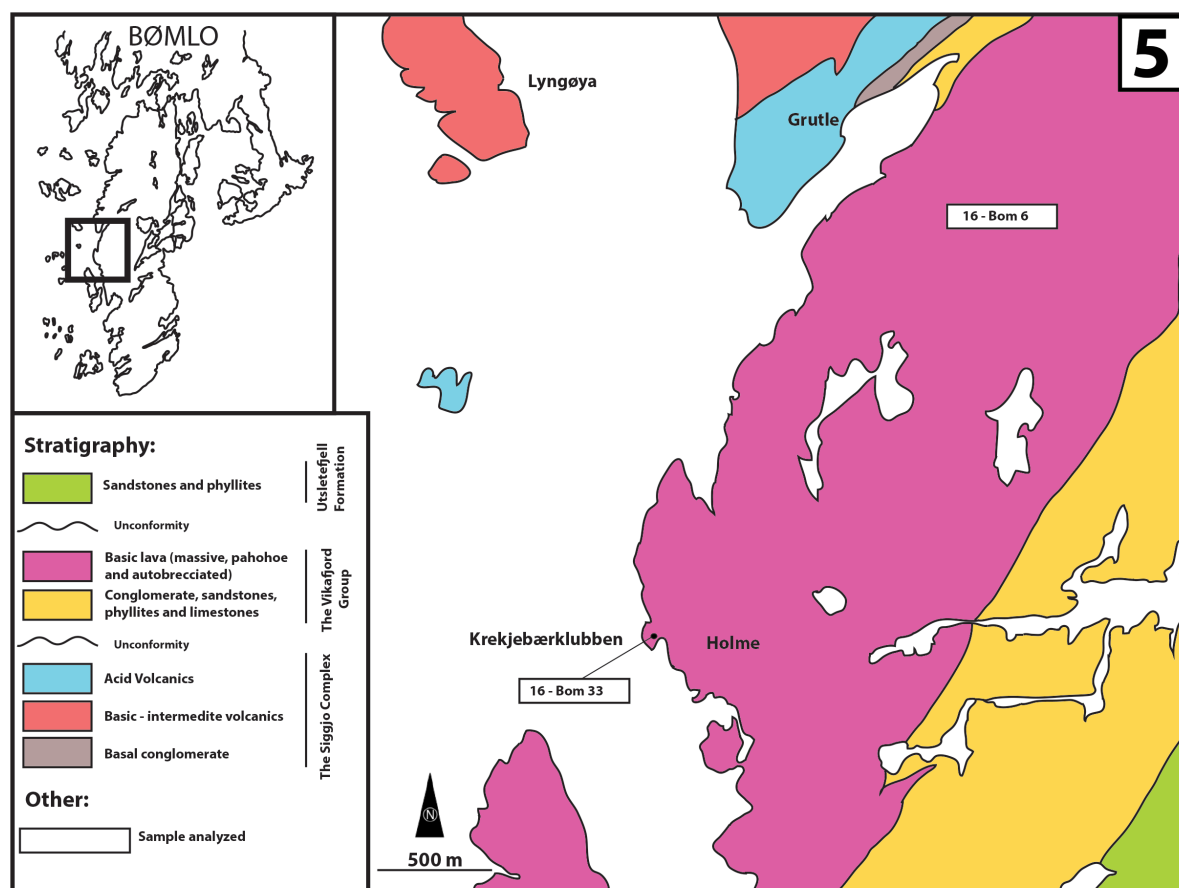 BØMLO
5
Lyngøya
Grutle
16 - Bom 6
Krekjebærklubben
Holme
16 - Bom 33
N
500 m
Stratigraphy:
Sandstones and phyllites
Utsletefjell
Formation
Unconformity
Basic lava (massive, pahohoe
and autobrecciated)
Conglomerate, sandstones,
phyllites and limestones
The Vikafjord
Group
Unconformity
Acid Volcanics
Basic - intermedite volcanics
Basal conglomerate
The Siggjo Complex
Other:
Sample analyzed